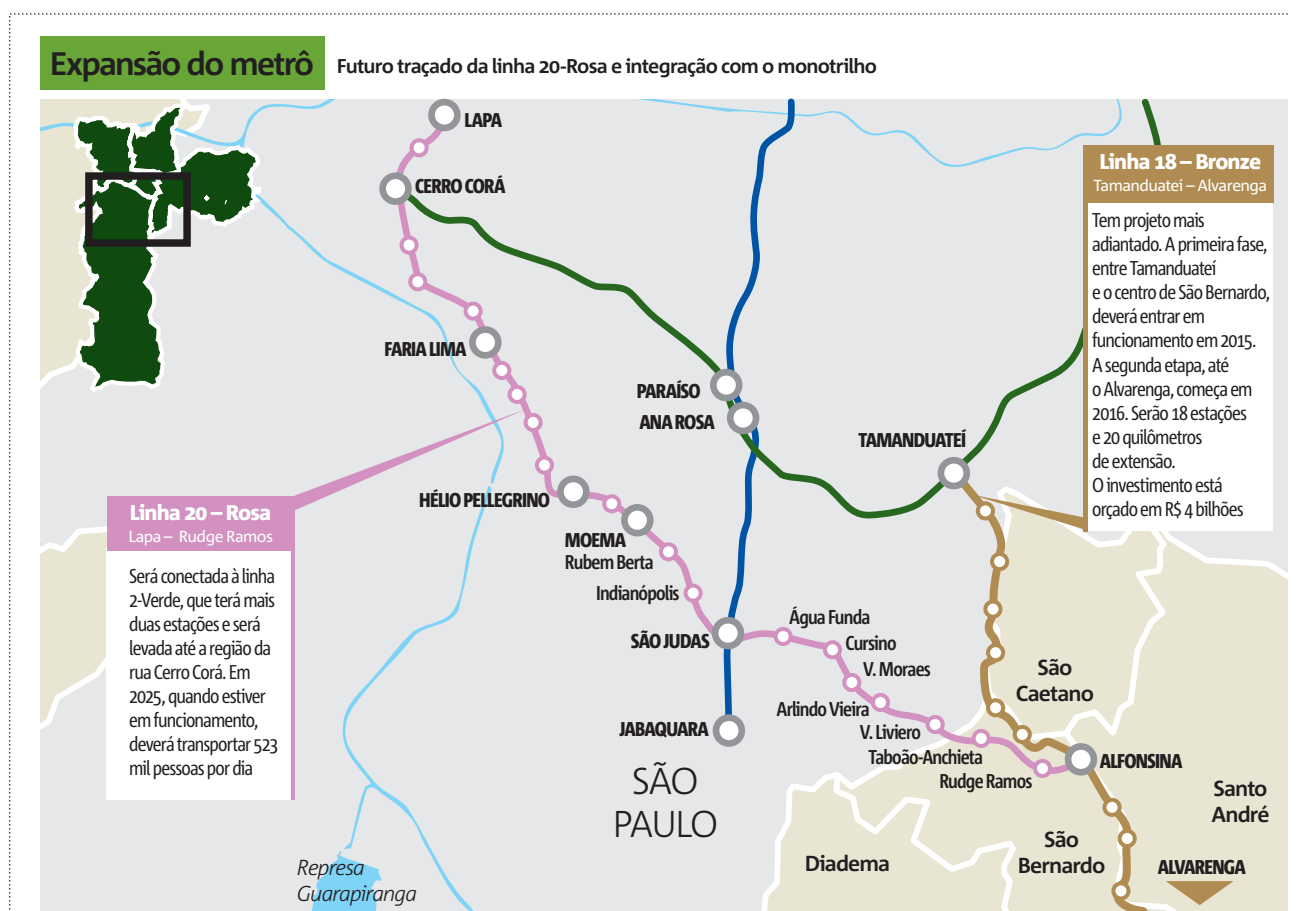 Expansão do metrô
Futuro traçado da linha 20-Rosa e integração com o monotrilho
LAPA
CERRO CORÁ
Linha 18 – Bronze
Tamanduateí – Alvarenga
Tem projeto mais
adiantado. A primeira fase,
entre Tamanduateí
e o centro de São Bernardo,
deverá entrar em
funcionamento em 2015.
A segunda etapa, até
o Alvarenga, começa em
2016. Serão 18 estações
e 20 quilômetros
de extensão.
O investimento está
orçado em R$ 4 bilhões
FARIA LIMA
PARAÍSO
ANA ROSA
TAMANDUATEÍ
HÉLIO PELLEGRINO
Linha 20 – Rosa
Lapa – Rudge Ramos
Será conectada à linha
2-Verde, que terá mais
duas estações e será
levada até a região da
rua Cerro Corá. Em
2025, quando estiver
em funcionamento,
deverá transportar 523
mil pessoas por dia
MOEMA
Rubem Berta
Indianópolis
SÃO JUDAS
Água Funda
Cursino
V. Moraes
Arlindo Vieira
V. Liviero
Taboão-Anchieta
Rudge Ramos
JABAQUARA
São
Caetano
ALFONSINA
SÃO
PAULO
Santo
André
Diadema
São
Bernardo
ALVARENGA
Represa
Guarapiranga